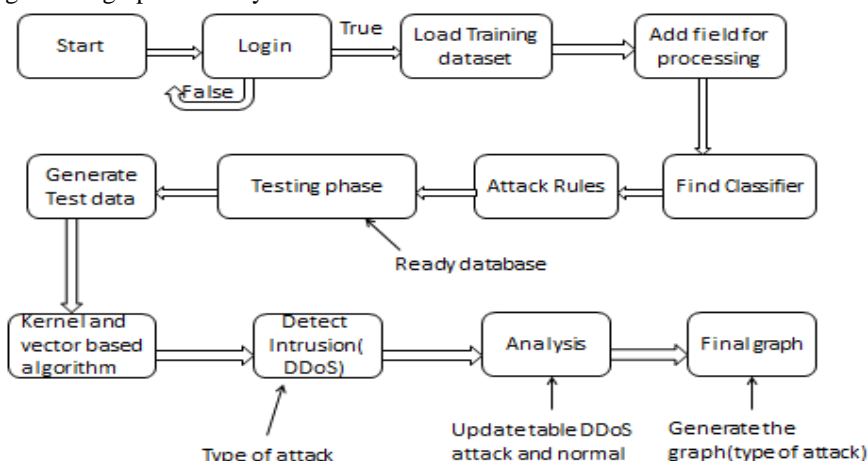 Start
Login
True
False
Load Training
dataset
Add field for
processing
Generate
Test data
Testing phase
Attack Rules
Find Classifier
Ready database
Kernel and
vector based
algorithm
Detect
Intrusion(
DDoS)
Analysis
Final graph
Type of attack
Update table DDoS
attack and normal
Generate the
graph(type of attack)